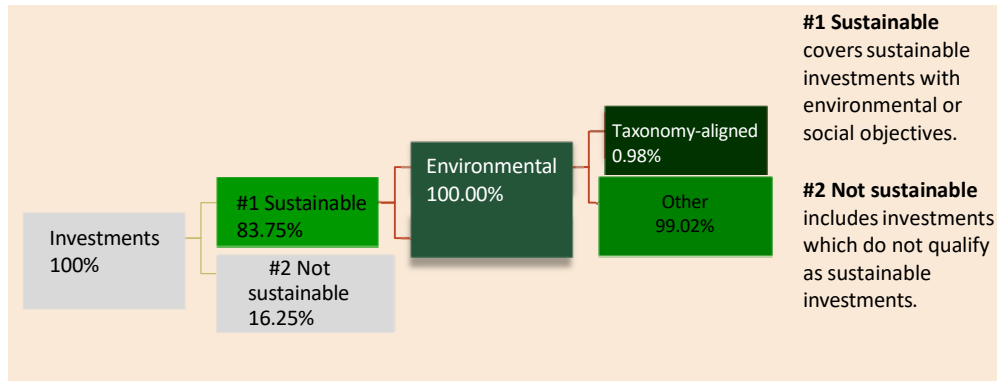 Investments
100%
#1 Sustainable
83.75%
#2 Not
sustainable
16.25%
Environmental
100.00%
Taxonomy-aligned
0.98%
Other
99.02%
#1 Sustainable
covers sustainable
investments with
environmental or
social objectives.
#2 Not sustainable
includes investments
which do not qualify
as sustainable
investments.